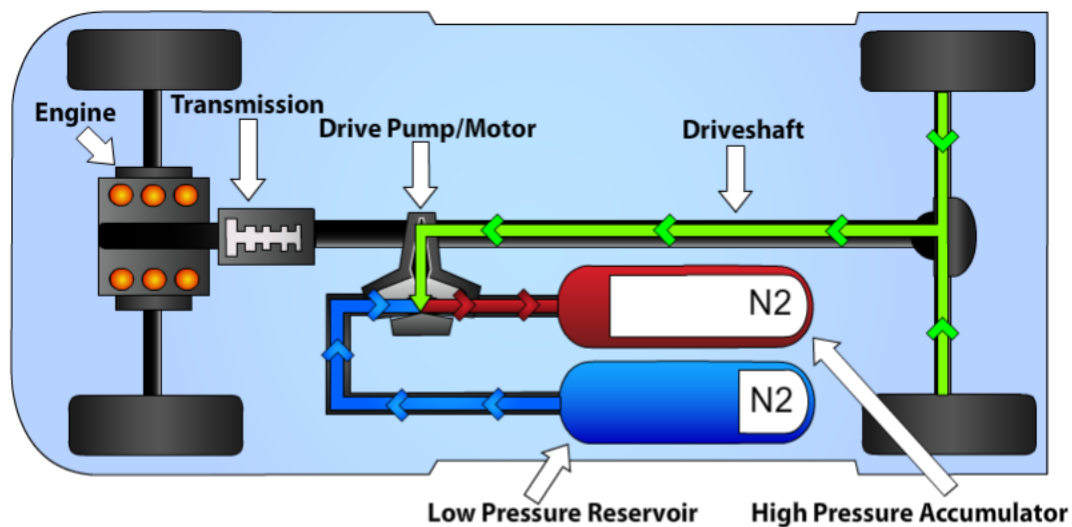 Transmission
Engine
Drive Pump/Motor
Driveshaft
N2
N2
Low Pressure Reservoir
High Pressure Accumulator